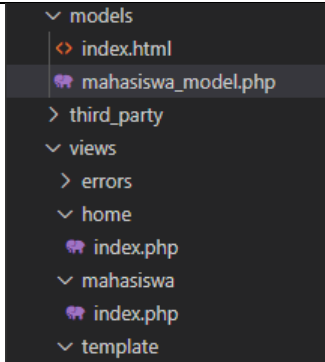 models
index.html
mahasiswa_model.php
third_party
views
errors
home
index.php
mahasiswa
index.php
template